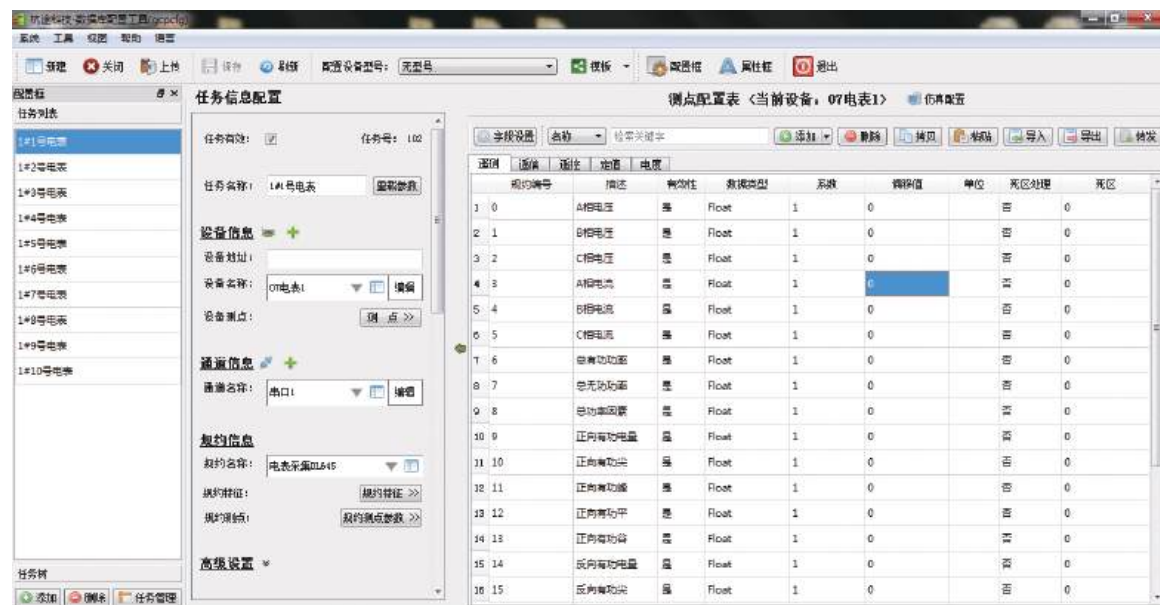 杭途科技-数据库配置工具(gcpcfg)
系统 工具 视图 帮助 语言
新建 关闭 上传 保存 刷新 配置设备型号： 无型号 模板 配置框 属性框 退出
配置框
任务列表
1#1号电表
1#2号电表
1#3号电表
1#4号电表
1#5号电表
1#6号电表
1#7号电表
1#8号电表
1#9号电表
1#10号电表
任务树
添加 删除 任务管理
任务信息配置
任务有效： 任务号： 102
任务名称： 1#1号电表 重载参数
设备信息
设备地址：
设备名称： 07电表1 编辑
设备测点： 测 点 >>
通道信息
通道名称： 串口1 编辑
规约信息
规约名称： 电表采集DL645
规约特征： 规约特征 >>
规约测点： 规约测点参数 >>
高级设置
测点配置表 <当前设备：07电表1> 仿真配置
字段设置 名称 检索关键字 添加 删除 拷贝 粘贴 导入 导出 转发
遥测 遥信 遥控 定值 电度
规约编号 描述 有效性 数据类型 系数 偏移值 单位 死区处理 死区
1 0 A相电压 是 Float 1 0 否 0
2 1 B相电压 是 Float 1 0 否 0
3 2 C相电压 是 Float 1 0 否 0
4 3 A相电流 是 Float 1 0 否 0
5 4 B相电流 是 Float 1 0 否 0
6 5 C相电流 是 Float 1 0 否 0
7 6 总有功功率 是 Float 1 0 否 0
8 7 总无功功率 是 Float 1 0 否 0
9 8 总功率因素 是 Float 1 0 否 0
10 9 正向有功电量 是 Float 1 0 否 0
11 10 正向有功尖 是 Float 1 0 否 0
12 11 正向有功峰 是 Float 1 0 否 0
13 12 正向有功平 是 Float 1 0 否 0
14 13 正向有功谷 是 Float 1 0 否 0
15 14 反向有功电量 是 Float 1 0 否 0
16 15 反向有功尖 是 Float 1 0 否 0